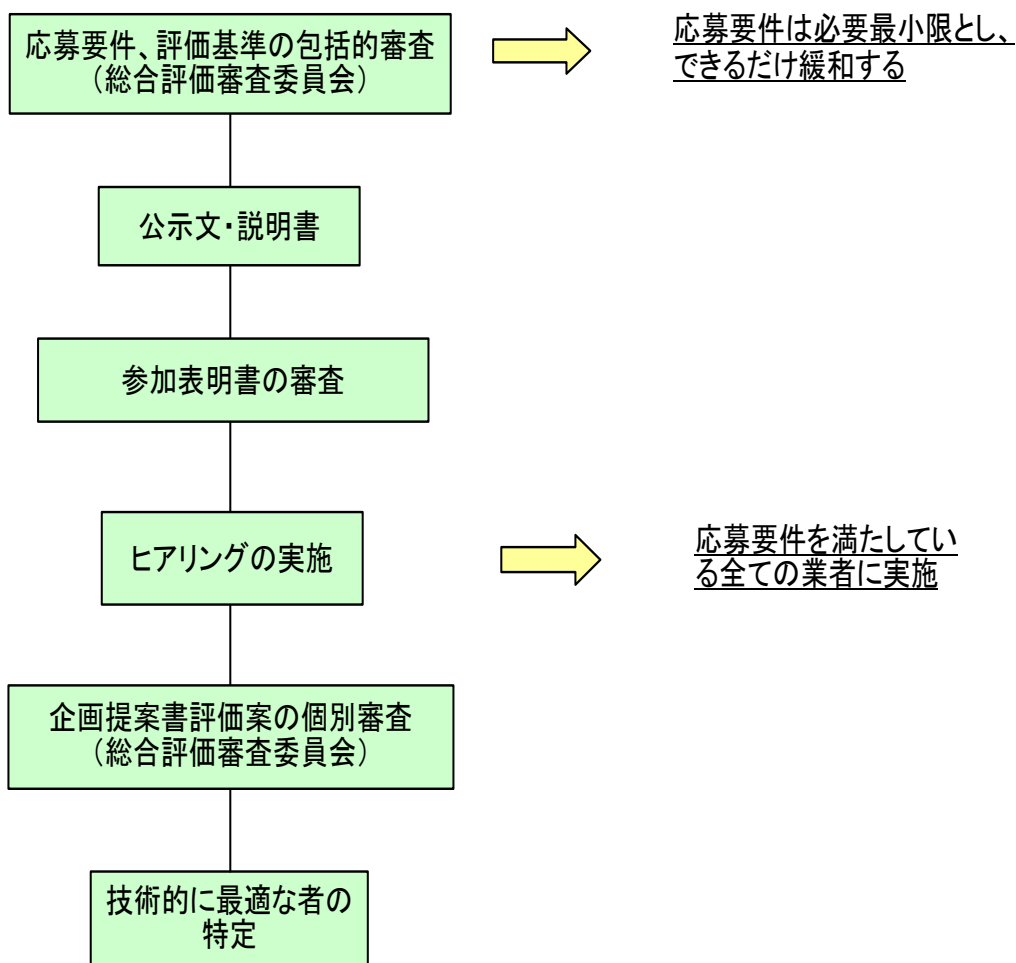 応募要件、評価基準の包括的審査
（総合評価審査委員会）
応募要件は必要最小限とし、
できるだけ緩和する
公示文・説明書
参加表明書の審査
ヒアリングの実施
応募要件を満たしてい
る全ての業者に実施
企画提案書評価案の個別審査
（総合評価審査委員会）
技術的に最適な者の
特定